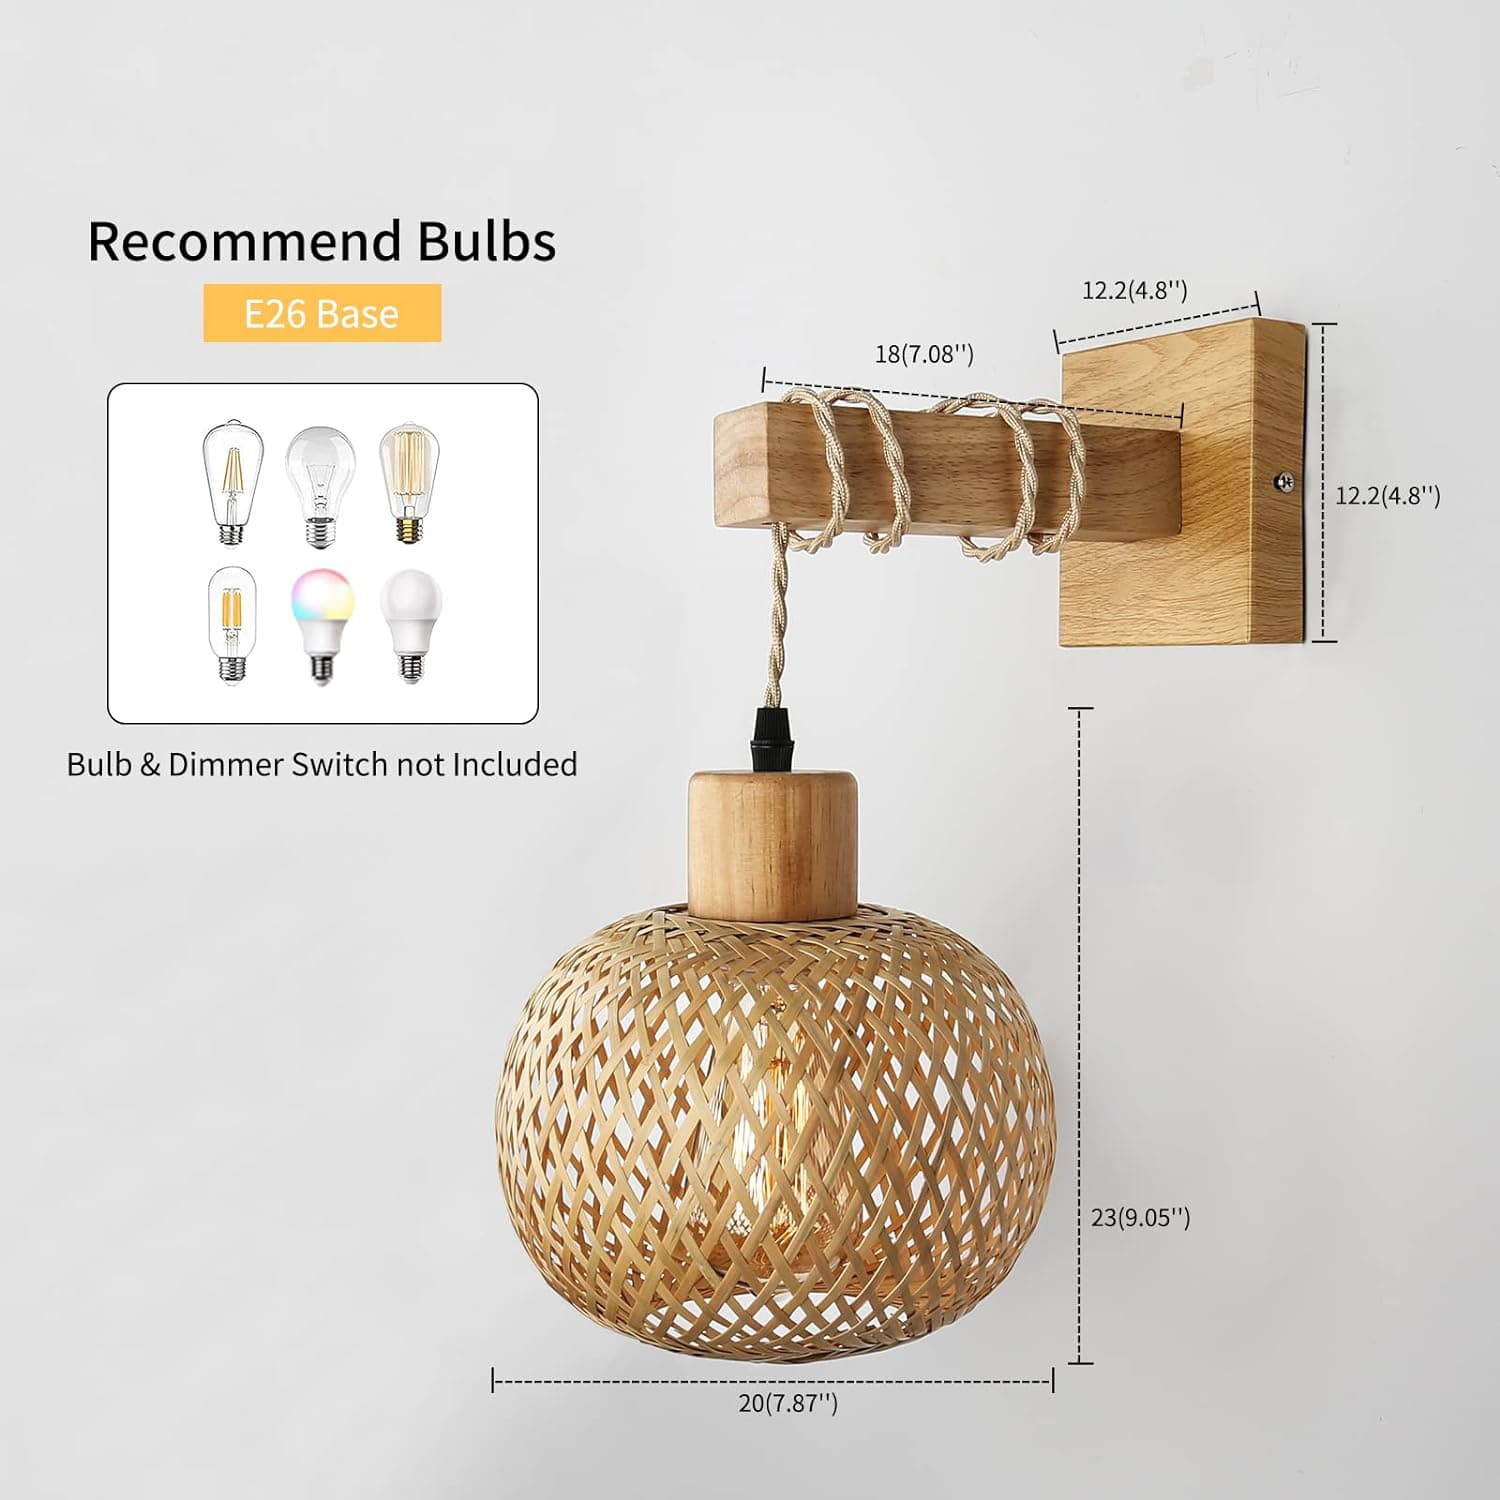 Recommend Bulbs
E26 Base
Bulb & Dimmer Switch not Included
12.2(4.8'')
18(7.08'')
12.2(4.8'')
23(9.05'')
20(7.87'')